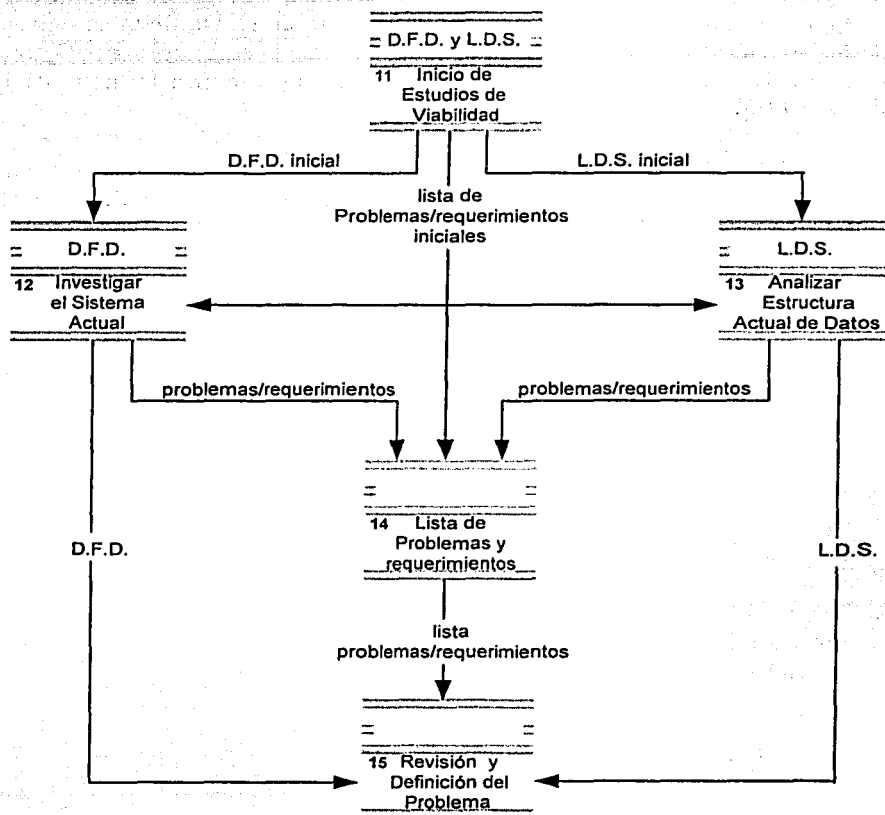 D.F.D. y L.D.S.
11 Inicio de
Estudios de
Viabilidad
D.F.D. inicial
L.D.S. inicial
lista de
Problemas/requerimientos
iniciales
D.F.D.
12 Investigar
el Sistema
Actual
L.D.S.
13 Analizar
Estructura
Actual de Datos
problemas/requerimientos
problemas/requerimientos
14 Lista de
Problemas y
requerimientos
D.F.D.
L.D.S.
lista
problemas/requerimientos
15 Revisión y
Definición del
Problema